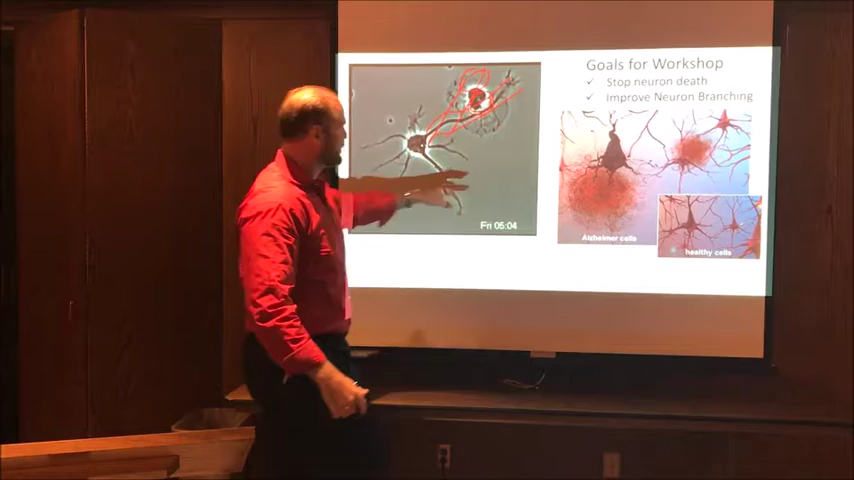 Goals for Workshop
✓ Stop neuron death
✓ Improve Neuron Branching
Fri 05:04
Alzheimer cells
healthy cells